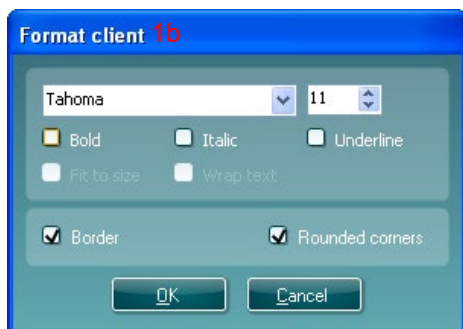 Format client 1b
Tahoma 11
Bold Italic Underline
Fit to size Wrap text
Border Rounded corners
OK Cancel